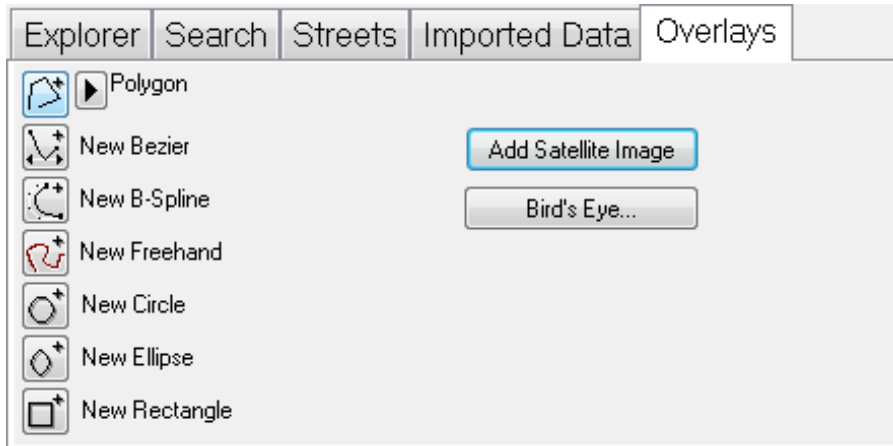 Explorer Search Streets Imported Data Overlays
Polygon
New Bezier
Add Satellite Image
New B-Spline
Bird's Eye...
New Freehand
New Circle
New Ellipse
New Rectangle